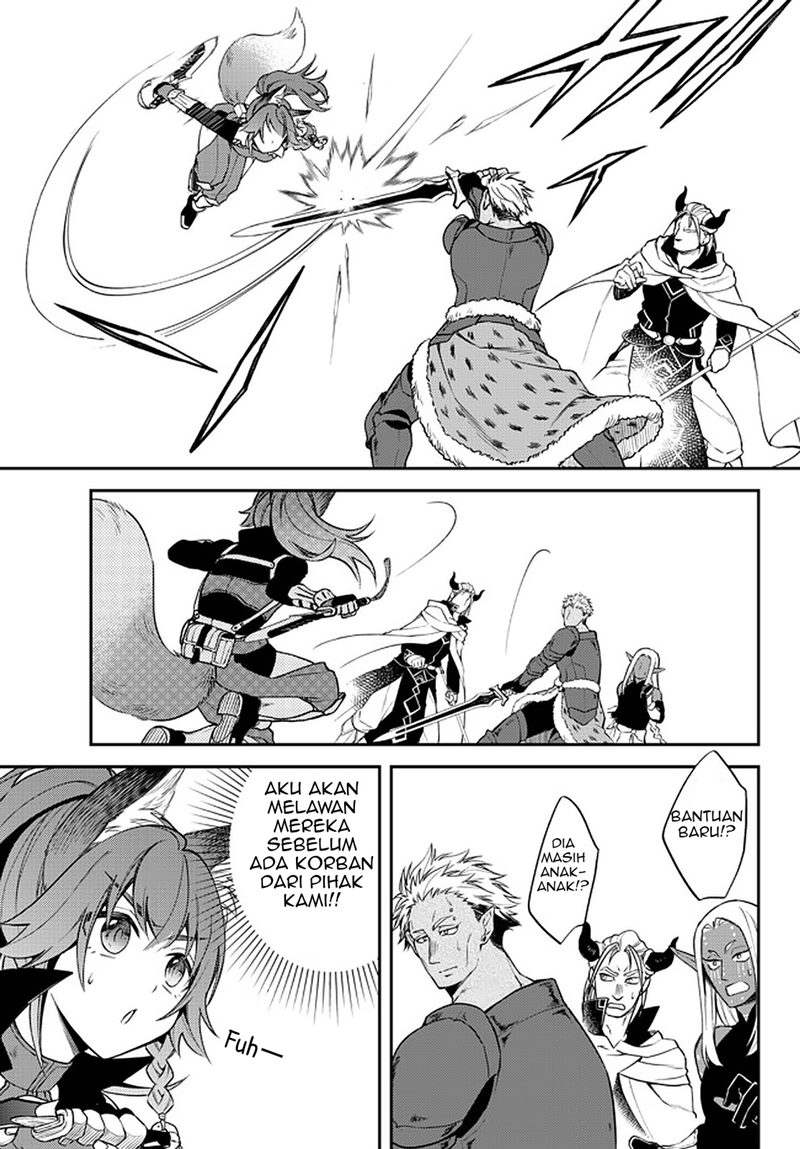 BANTUAN
BARU!?
DIA
MASIH
ANAK-
ANAK!?
AKU AKAN
MELAWAN
MEREKA
SEBELUM
ADA KORBAN
DARI PIHAK
KAMI!!
Fuh—